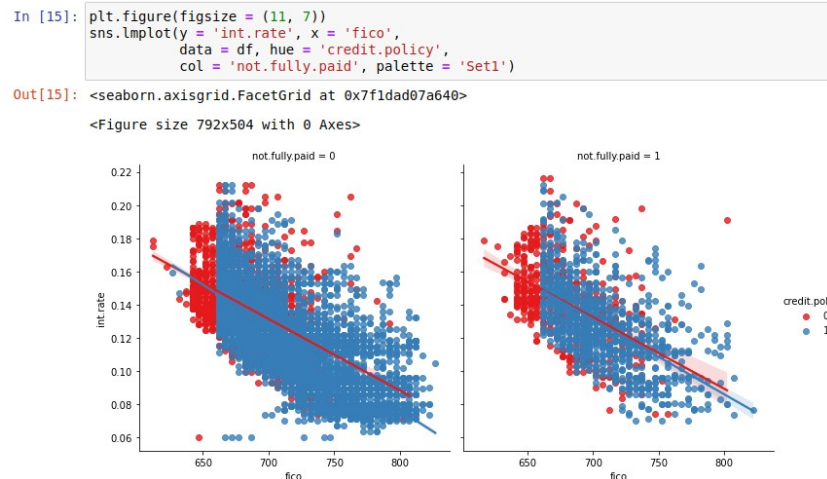 In [15]: plt.figure(figsize = (11, 7))
sns.lmplot(y = 'int.rate', x = 'fico',
data = df, hue = 'credit.policy',
col = 'not.fully.paid', palette = 'Set1')
Out[15]: <seaborn.axisgrid.FacetGrid at 0x7f1dad07a640>
<Figure size 792x504 with 0 Axes>
not.fully.paid = 0
not.fully.paid = 1
0.22
0.20
0.18
0.16
0.14
0.12
0.10
0.08
0.06
int.rate
650 700 750 800
fico
650 700 750 800
fico
credit.pol
0
1